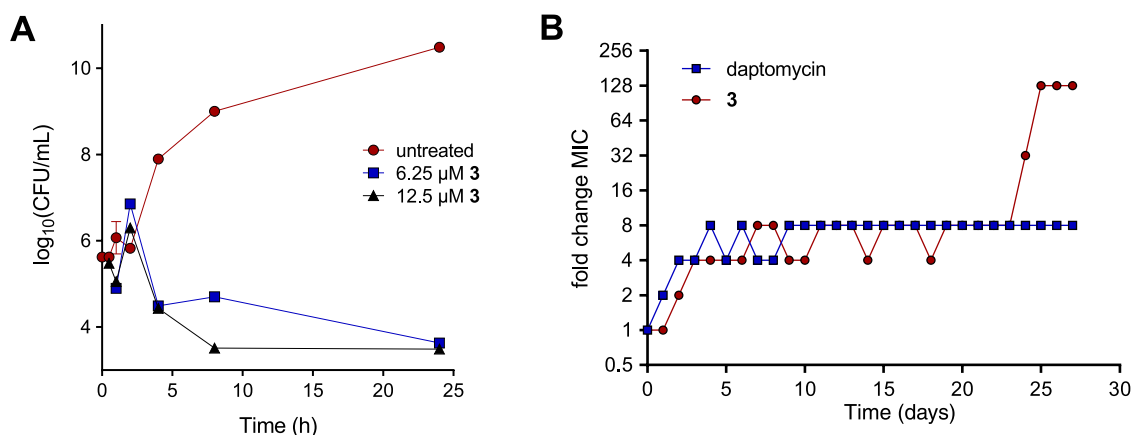 A
log10(CFU/mL)
10
8
6
4
0
5
10
15
20
25
Time (h)
untreated
6.25 µM 3
12.5 µM 3
B
fold change MIC
256
128
64
32
16
8
4
2
1
0.5
0
5
10
15
20
25
30
Time (days)
daptomycin
3